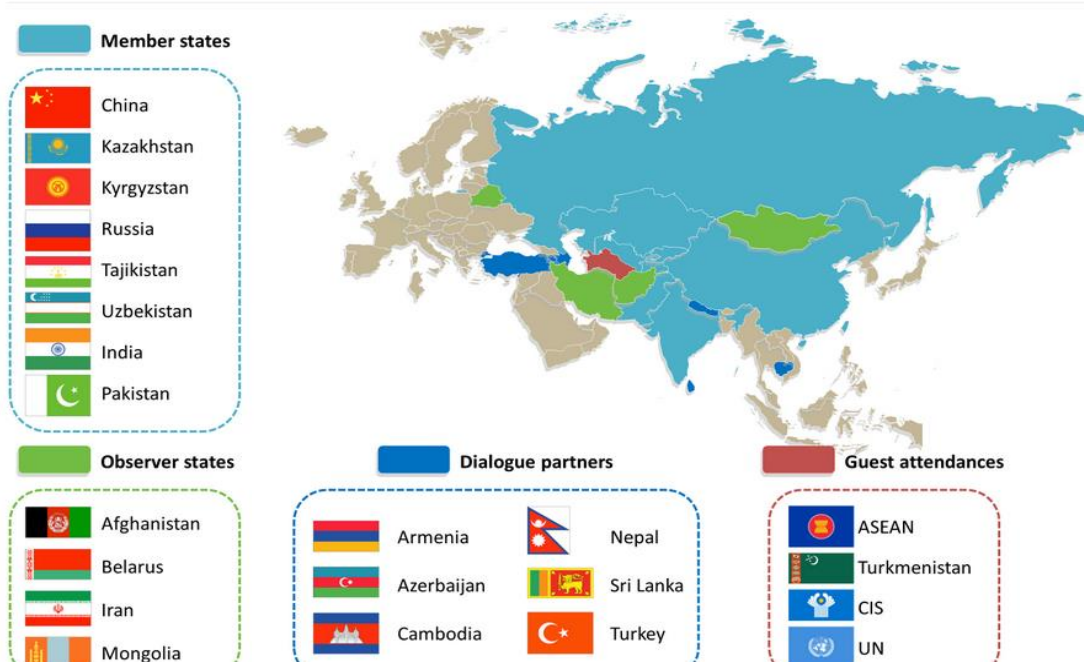 Member states
China
Kazakhstan
Kyrgyzstan
Russia
Tajikistan
Uzbekistan
India
Pakistan
Observer states
Afghanistan
Belarus
Iran
Mongolia
Dialogue partners
Armenia
Azerbaijan
Cambodia
Nepal
Sri Lanka
Turkey
Guest attendances
ASEAN
Turkmenistan
CIS
UN